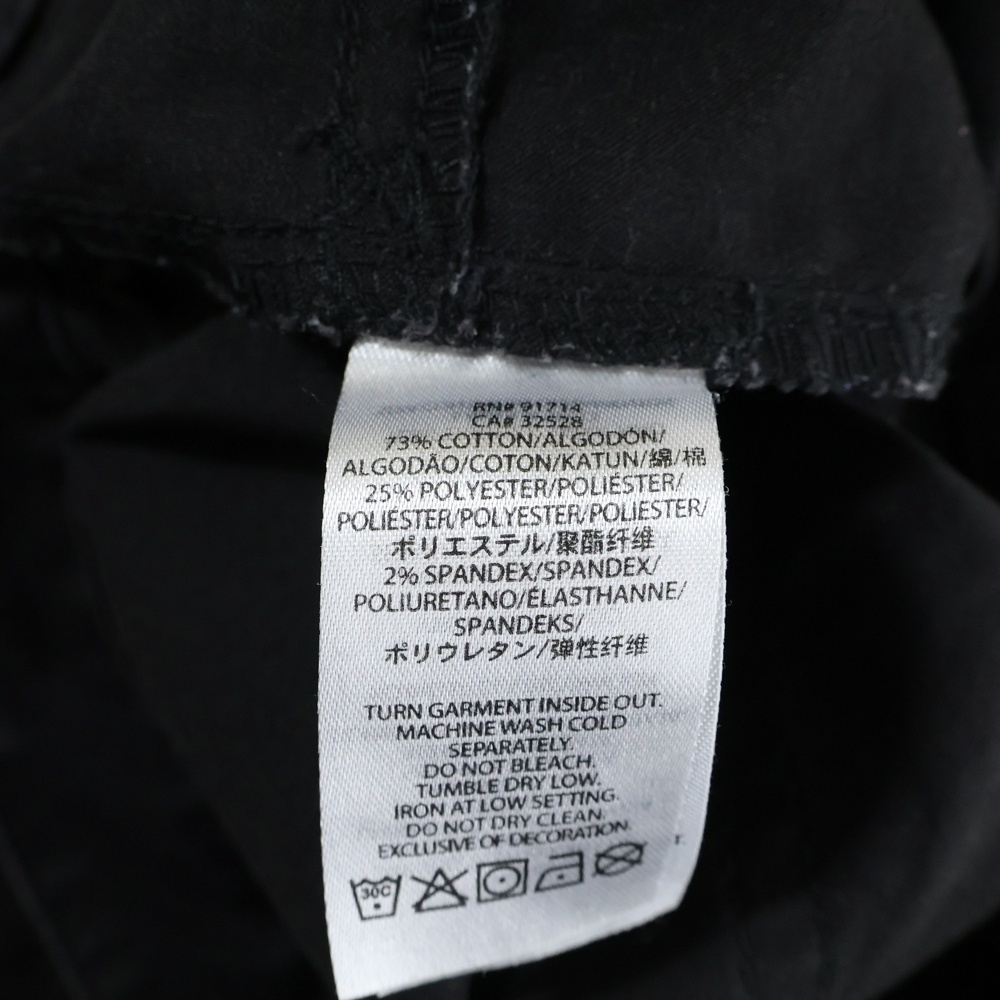 RN# 91714
CA# 32528
73% COTTON/ALGODÓN/
ALGODÃO/COTON/KATUN/綿/棉
25% POLYESTER/POLIÉSTER/
POLIÉSTER/POLYESTER/POLIESTER/
ポリエステル/聚酯纤维
2% SPANDEX/SPANDEX/
POLIURETANO/ÉLASTHANNE/
SPANDEKS/
ポリウレタン/弹性纤维
TURN GARMENT INSIDE OUT.
MACHINE WASH COLD
SEPARATELY.
DO NOT BLEACH.
TUMBLE DRY LOW.
IRON AT LOW SETTING.
DO NOT DRY CLEAN.
EXCLUSIVE OF DECORATION.
30C